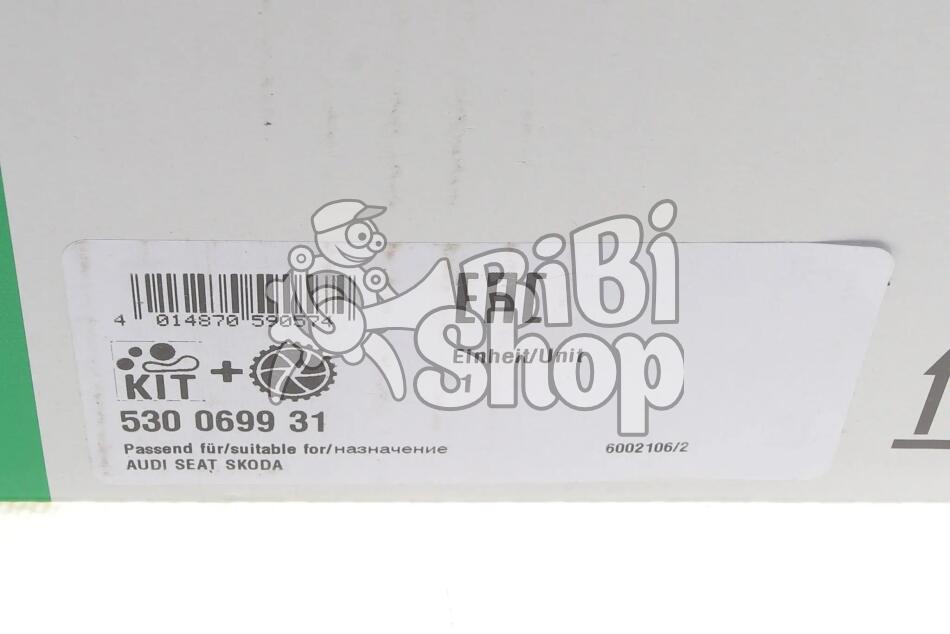 BiBi
Shop
EAC
4 014870 590574
Einheit/Unit
1
KIT +
530 0699 31
Passend für/suitable for/назначение
AUDI SEAT SKODA
6002106/2